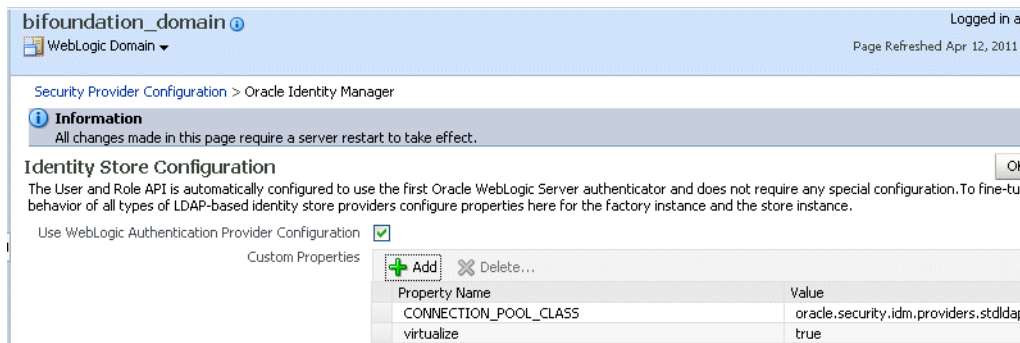 bifoundation_domain
Logged in a
WebLogic Domain
Page Refreshed Apr 12, 2011
Security Provider Configuration > Oracle Identity Manager
Information
All changes made in this page require a server restart to take effect.
Identity Store Configuration
The User and Role API is automatically configured to use the first Oracle WebLogic Server authenticator and does not require any special configuration.To fine-tu
behavior of all types of LDAP-based identity store providers configure properties here for the factory instance and the store instance.
Use WebLogic Authentication Provider Configuration
Custom Properties
Add Delete...
Property Name Value
CONNECTION_POOL_CLASS oracle.security.idm.providers.stdldap
virtualize true